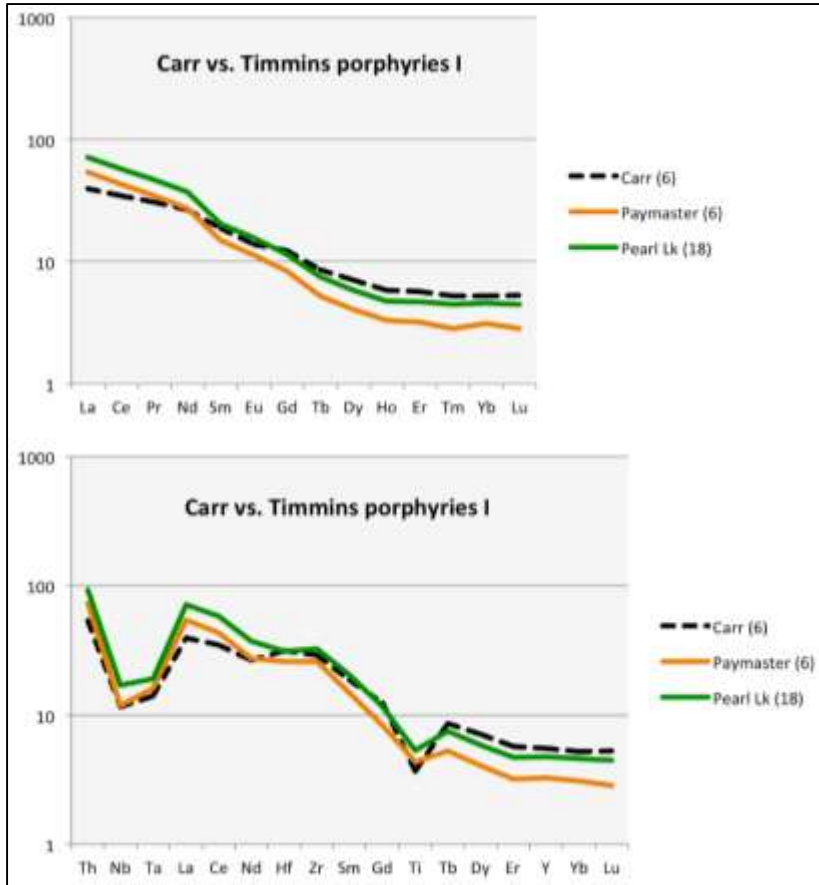 Carr vs. Timmins porphyries I
1000
100
10
1
La Ce Pr Nd Sm Eu Gd Tb Dy Ho Er Tm Yb Lu
Carr (6)
Paymaster (6)
Pearl Lk (18)
Carr vs. Timmins porphyries I
1000
100
10
1
Th Nb Ta La Ce Nd Hf Zr Sm Gd Ti Tb Dy Er Y Yb Lu
Carr (6)
Paymaster (6)
Pearl Lk (18)